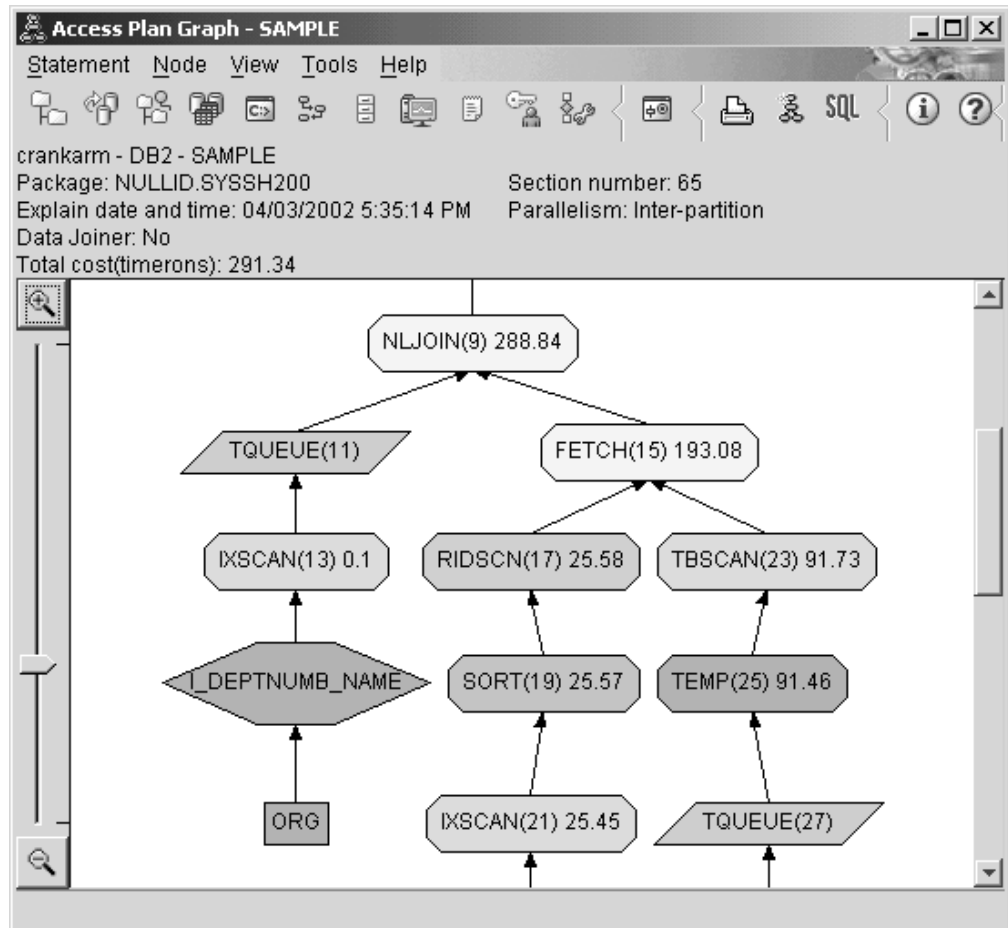 Access Plan Graph - SAMPLE
Statement Node View Tools Help
C:>
SQL
crankarm - DB2 - SAMPLE
Package: NULLID.SYSSH200 Section number: 65
Explain date and time: 04/03/2002 5:35:14 PM Parallelism: Inter-partition
Data Joiner: No
Total cost(timerons): 291.34
NLJOIN(9) 288.84
TQUEUE(11)
FETCH(15) 193.08
IXSCAN(13) 0.1
RIDSCN(17) 25.58
TBSCAN(23) 91.73
I_DEPTNUMB_NAME
SORT(19) 25.57
TEMP(25) 91.46
ORG
IXSCAN(21) 25.45
TQUEUE(27)